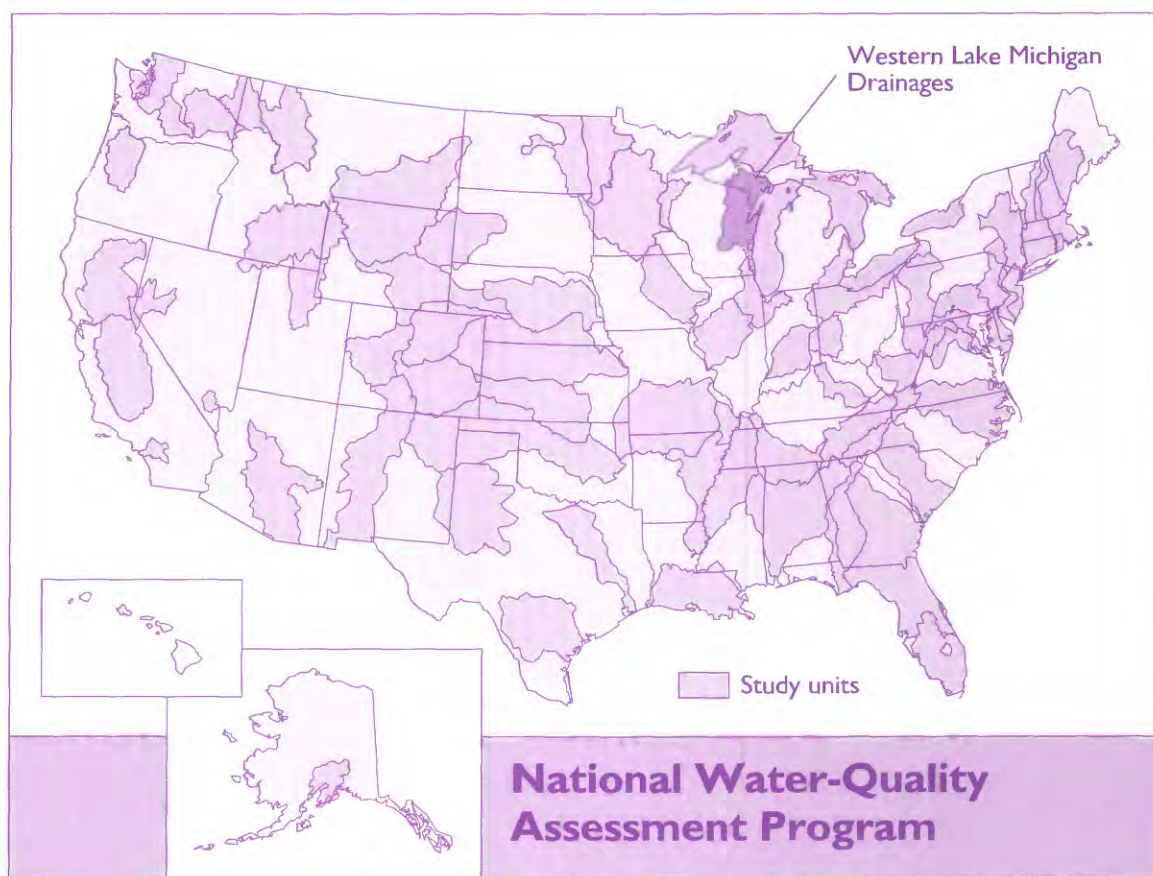 Western Lake Michigan
Drainages
Study units
National Water-Quality
Assessment Program